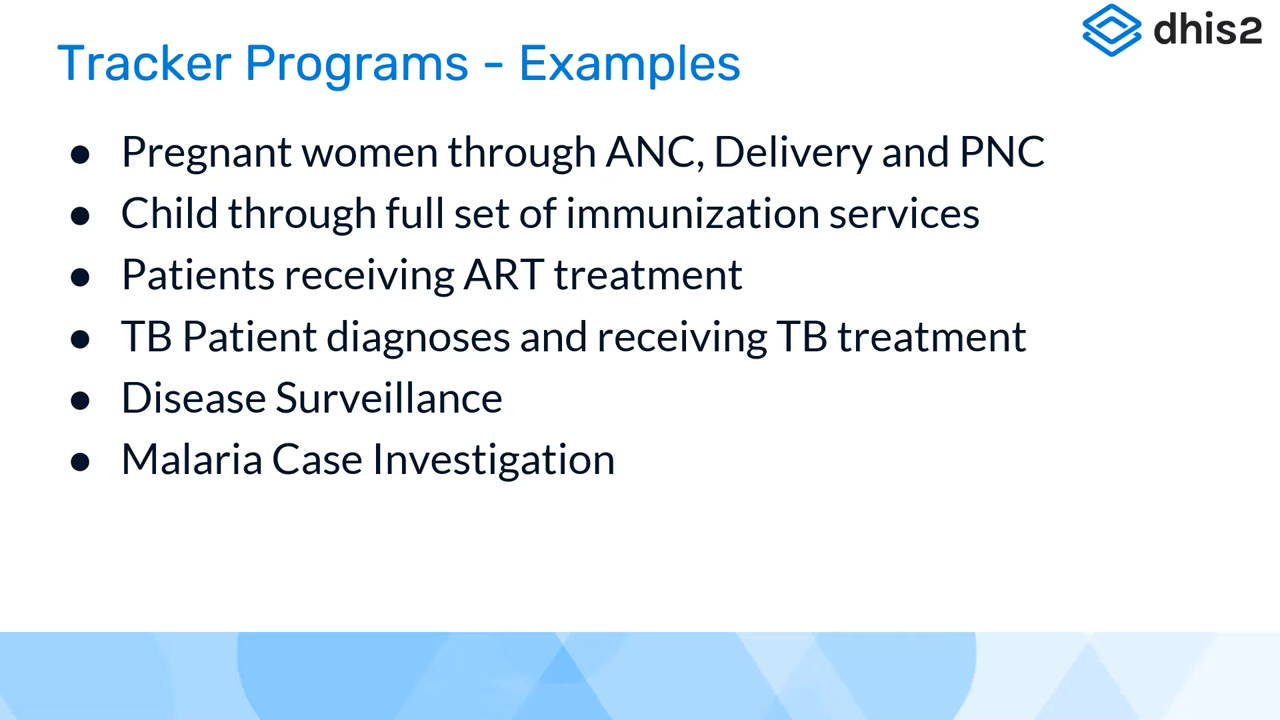 dhis2
Tracker Programs - Examples
● Pregnant women through ANC, Delivery and PNC
● Child through full set of immunization services
● Patients receiving ART treatment
● TB Patient diagnoses and receiving TB treatment
● Disease Surveillance
● Malaria Case Investigation